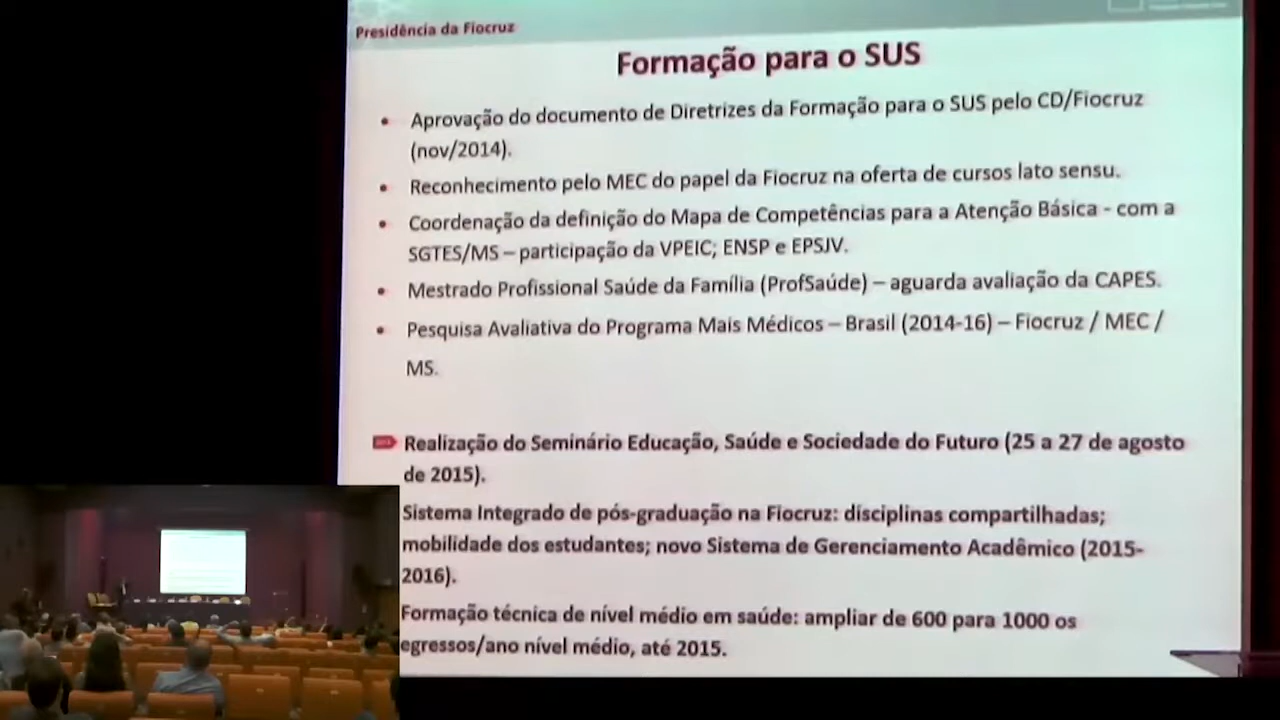 Presidência da Fiocruz
Formação para o SUS
• Aprovação do documento de Diretrizes da Formação para o SUS pelo CD/Fiocruz
(nov/2014).
• Reconhecimento pelo MEC do papel da Fiocruz na oferta de cursos lato sensu.
• Coordenação da definição do Mapa de Competências para a Atenção Básica - com a
SGTES/MS – participação da VPEIC; ENSP e EPSJV.
• Mestrado Profissional Saúde da Família (ProfSaúde) – aguarda avaliação da CAPES.
• Pesquisa Avaliativa do Programa Mais Médicos – Brasil (2014-16) – Fiocruz / MEC /
MS.
Realização do Seminário Educação, Saúde e Sociedade do Futuro (25 a 27 de agosto
de 2015).
Sistema Integrado de pós-graduação na Fiocruz: disciplinas compartilhadas;
mobilidade dos estudantes; novo Sistema de Gerenciamento Acadêmico (2015-
2016).
Formação técnica de nível médio em saúde: ampliar de 600 para 1000 os
egressos/ano nível médio, até 2015.